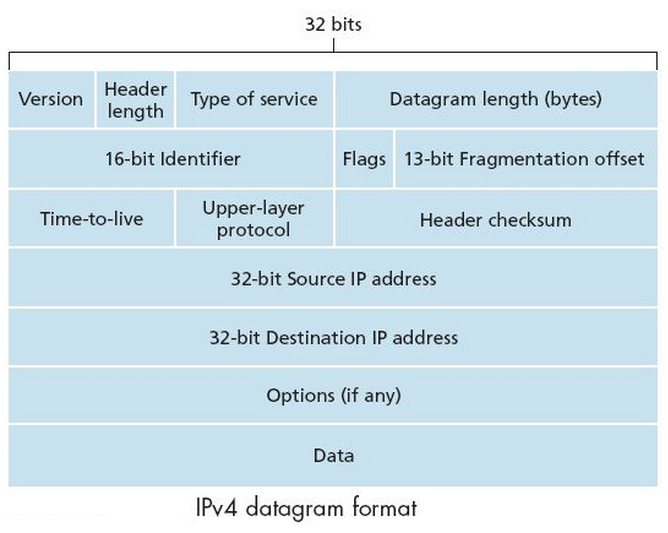 32 bits
Version
Header
length
Type of service
Datagram length (bytes)
16-bit Identifier
Flags
13-bit Fragmentation offset
Time-to-live
Upper-layer
protocol
Header checksum
32-bit Source IP address
32-bit Destination IP address
Options (if any)
Data
IPv4 datagram format